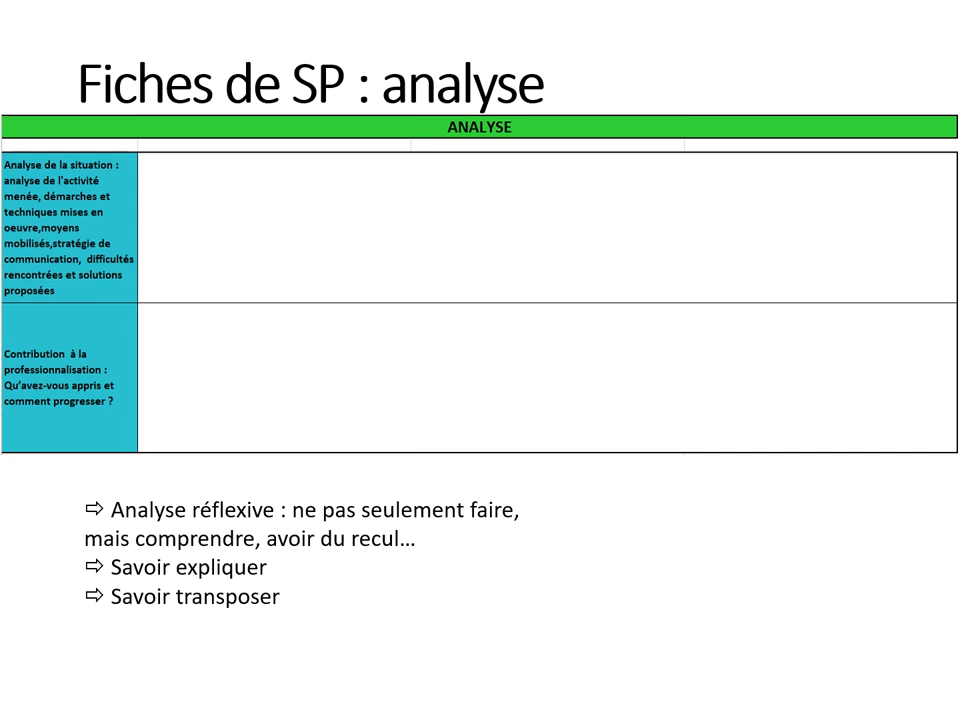 Fiches de SP : analyse
ANALYSE
Analyse de la situation :
analyse de l'activité
menée, démarches et
techniques mises en
oeuvre,moyens
mobilisés,stratégie de
communication, difficultés
rencontrées et solutions
proposées
Contribution à la
professionnalisation :
Qu'avez-vous appris et
comment progresser ?
⇨ Analyse réflexive : ne pas seulement faire,
mais comprendre, avoir du recul…
⇨ Savoir expliquer
⇨ Savoir transposer